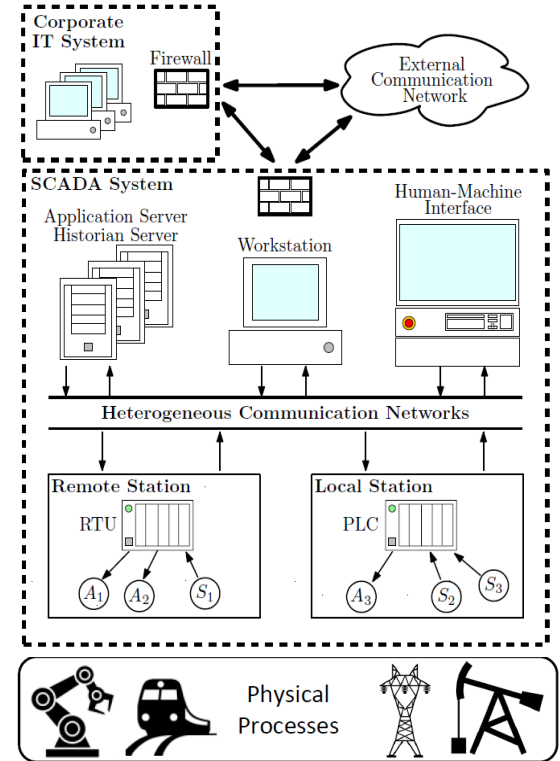 Corporate
IT System
Firewall
External
Communication
Network
SCADA System
Application Server
Historian Server
Workstation
Human-Machine
Interface
Heterogeneous Communication Networks
Remote Station
RTU
A₁
A₂
S₁
Local Station
PLC
A₃
S₂
S₃
Physical
Processes